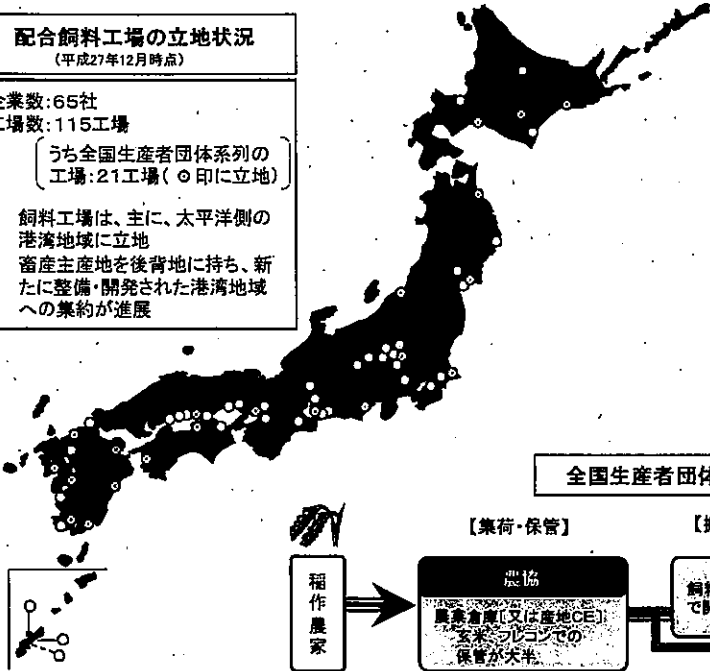 配合飼料工場の立地状況
(平成27年12月時点)
企業数:65社
工場数:115工場
うち全国生産者団体系列の
工場:21工場(◎印に立地)
飼料工場は、主に、太平洋側の
港湾地域に立地
畜産主産地を後背地に持ち、新
たに整備・開発された港湾地域
への集約が進展
全国生産者団体
【集荷・保管】
稲作農家
農協
農業倉庫[又は産地CE]
玄米フレコンでの
保管が大半
飼料
で